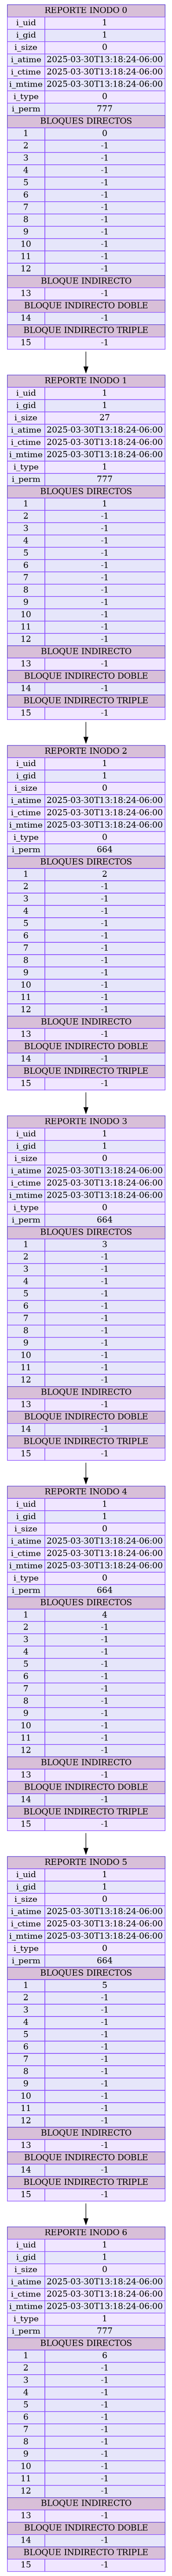 REPORTE INODO 0
i_uid 1
i_gid 1
i_size 0
i_atime 2025-03-30T13:18:24-06:00
i_ctime 2025-03-30T13:18:24-06:00
i_mtime 2025-03-30T13:18:24-06:00
i_type 0
i_perm 777
BLOQUES DIRECTOS
1 0
2 -1
3 -1
4 -1
5 -1
6 -1
7 -1
8 -1
9 -1
10 -1
11 -1
12 -1
BLOQUE INDIRECTO
13 -1
BLOQUE INDIRECTO DOBLE
14 -1
BLOQUE INDIRECTO TRIPLE
15 -1
REPORTE INODO 1
i_uid 1
i_gid 1
i_size 27
i_atime 2025-03-30T13:18:24-06:00
i_ctime 2025-03-30T13:18:24-06:00
i_mtime 2025-03-30T13:18:24-06:00
i_type 1
i_perm 777
BLOQUES DIRECTOS
1 1
2 -1
3 -1
4 -1
5 -1
6 -1
7 -1
8 -1
9 -1
10 -1
11 -1
12 -1
BLOQUE INDIRECTO
13 -1
BLOQUE INDIRECTO DOBLE
14 -1
BLOQUE INDIRECTO TRIPLE
15 -1
REPORTE INODO 2
i_uid 1
i_gid 1
i_size 0
i_atime 2025-03-30T13:18:24-06:00
i_ctime 2025-03-30T13:18:24-06:00
i_mtime 2025-03-30T13:18:24-06:00
i_type 0
i_perm 664
BLOQUES DIRECTOS
1 2
2 -1
3 -1
4 -1
5 -1
6 -1
7 -1
8 -1
9 -1
10 -1
11 -1
12 -1
BLOQUE INDIRECTO
13 -1
BLOQUE INDIRECTO DOBLE
14 -1
BLOQUE INDIRECTO TRIPLE
15 -1
REPORTE INODO 3
i_uid 1
i_gid 1
i_size 0
i_atime 2025-03-30T13:18:24-06:00
i_ctime 2025-03-30T13:18:24-06:00
i_mtime 2025-03-30T13:18:24-06:00
i_type 0
i_perm 664
BLOQUES DIRECTOS
1 3
2 -1
3 -1
4 -1
5 -1
6 -1
7 -1
8 -1
9 -1
10 -1
11 -1
12 -1
BLOQUE INDIRECTO
13 -1
BLOQUE INDIRECTO DOBLE
14 -1
BLOQUE INDIRECTO TRIPLE
15 -1
REPORTE INODO 4
i_uid 1
i_gid 1
i_size 0
i_atime 2025-03-30T13:18:24-06:00
i_ctime 2025-03-30T13:18:24-06:00
i_mtime 2025-03-30T13:18:24-06:00
i_type 0
i_perm 664
BLOQUES DIRECTOS
1 4
2 -1
3 -1
4 -1
5 -1
6 -1
7 -1
8 -1
9 -1
10 -1
11 -1
12 -1
BLOQUE INDIRECTO
13 -1
BLOQUE INDIRECTO DOBLE
14 -1
BLOQUE INDIRECTO TRIPLE
15 -1
REPORTE INODO 5
i_uid 1
i_gid 1
i_size 0
i_atime 2025-03-30T13:18:24-06:00
i_ctime 2025-03-30T13:18:24-06:00
i_mtime 2025-03-30T13:18:24-06:00
i_type 0
i_perm 664
BLOQUES DIRECTOS
1 5
2 -1
3 -1
4 -1
5 -1
6 -1
7 -1
8 -1
9 -1
10 -1
11 -1
12 -1
BLOQUE INDIRECTO
13 -1
BLOQUE INDIRECTO DOBLE
14 -1
BLOQUE INDIRECTO TRIPLE
15 -1
REPORTE INODO 6
i_uid 1
i_gid 1
i_size 0
i_atime 2025-03-30T13:18:24-06:00
i_ctime 2025-03-30T13:18:24-06:00
i_mtime 2025-03-30T13:18:24-06:00
i_type 1
i_perm 777
BLOQUES DIRECTOS
1 6
2 -1
3 -1
4 -1
5 -1
6 -1
7 -1
8 -1
9 -1
10 -1
11 -1
12 -1
BLOQUE INDIRECTO
13 -1
BLOQUE INDIRECTO DOBLE
14 -1
BLOQUE INDIRECTO TRIPLE
15 -1